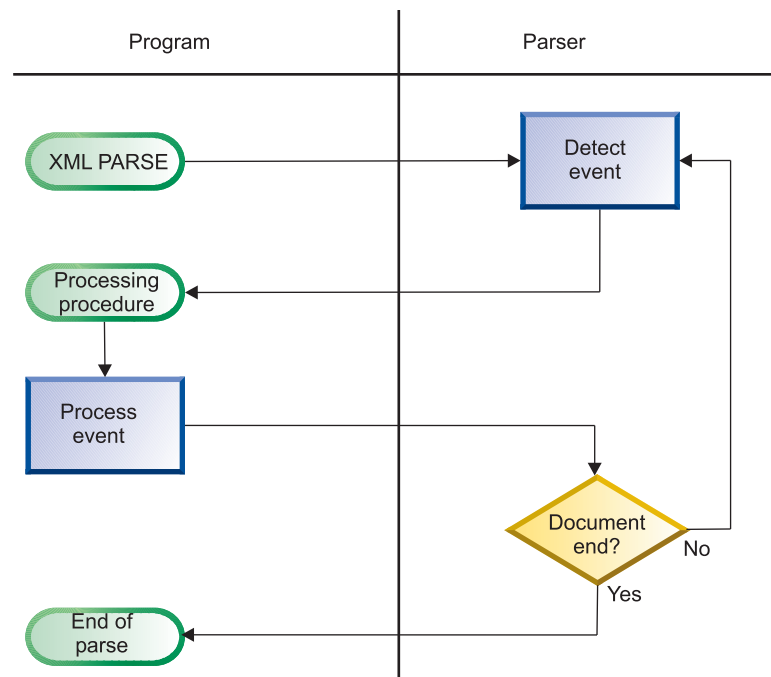 Program
Parser
XML PARSE
Detect
event
Processing
procedure
Process
event
Document
end?
No
Yes
End of
parse